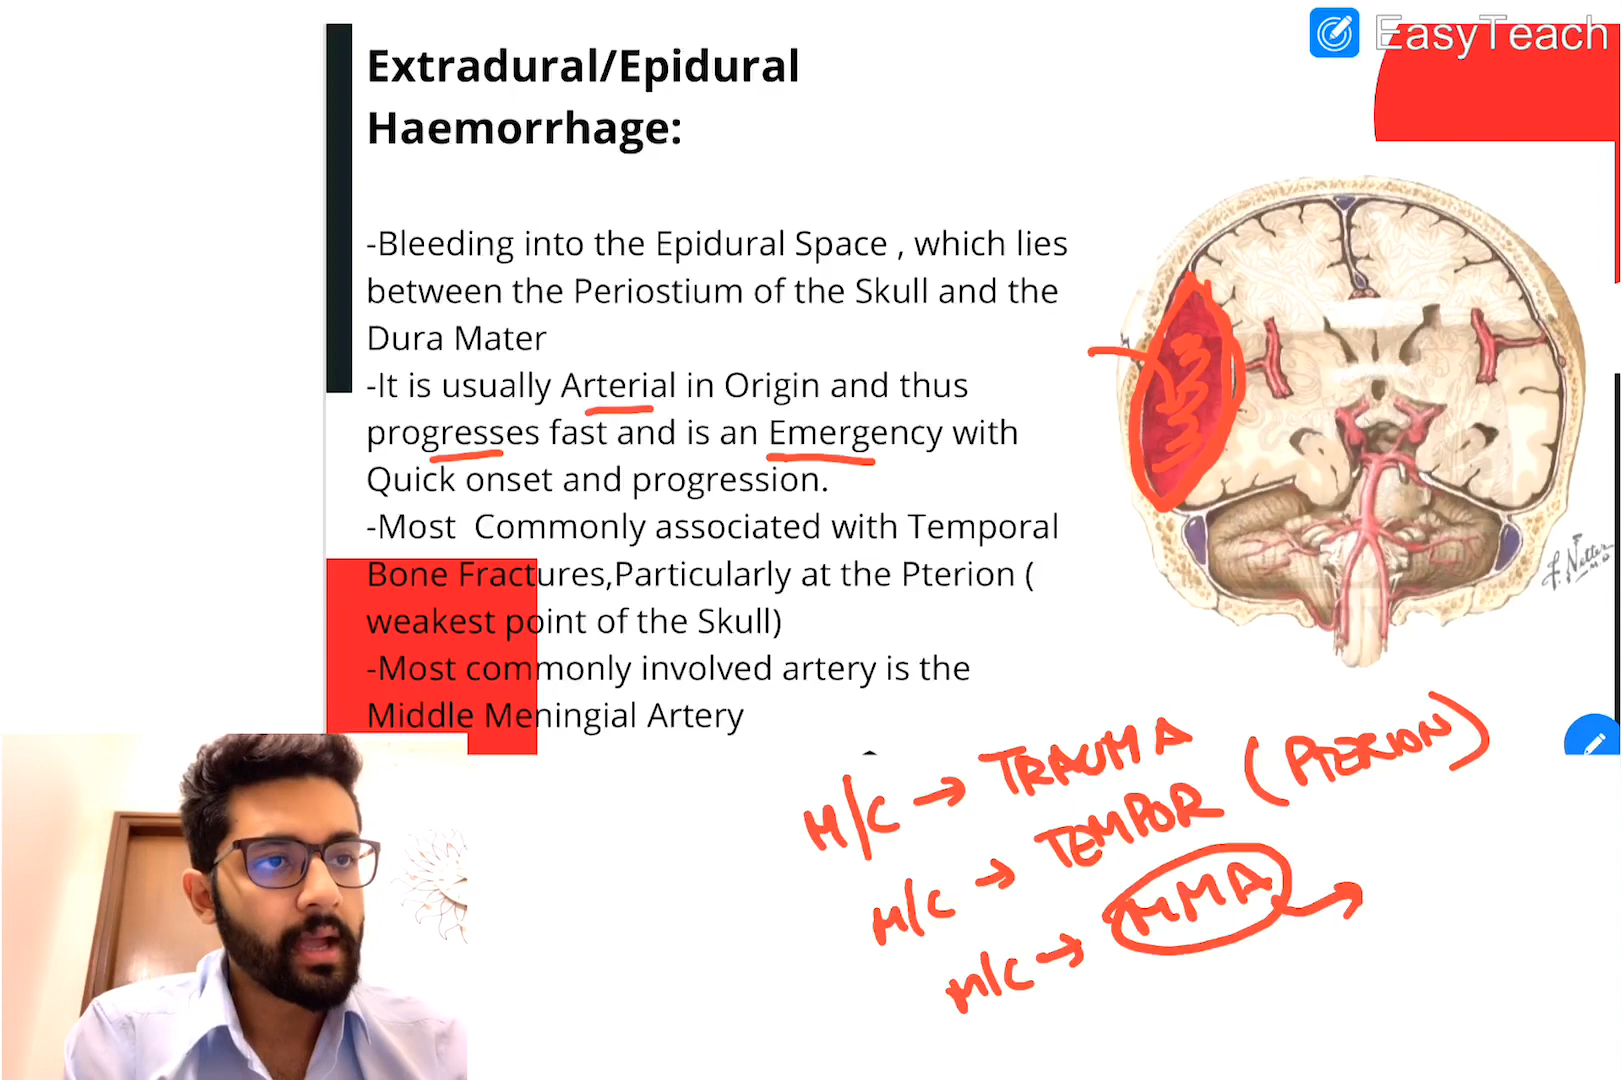 EasyTeach
Extradural/Epidural
Haemorrhage:
-Bleeding into the Epidural Space , which lies
between the Periostium of the Skull and the
Dura Mater
-It is usually Arterial in Origin and thus
progresses fast and is an Emergency with
Quick onset and progression.
-Most Commonly associated with Temporal
Bone Fractures,Particularly at the Pterion (
weakest point of the Skull)
-Most commonly involved artery is the
Middle Meningial Artery
F. Netter
M.D.
M/C → TRAUMA
M/C → TEMPOR (PTERION)
M/C → MMA →